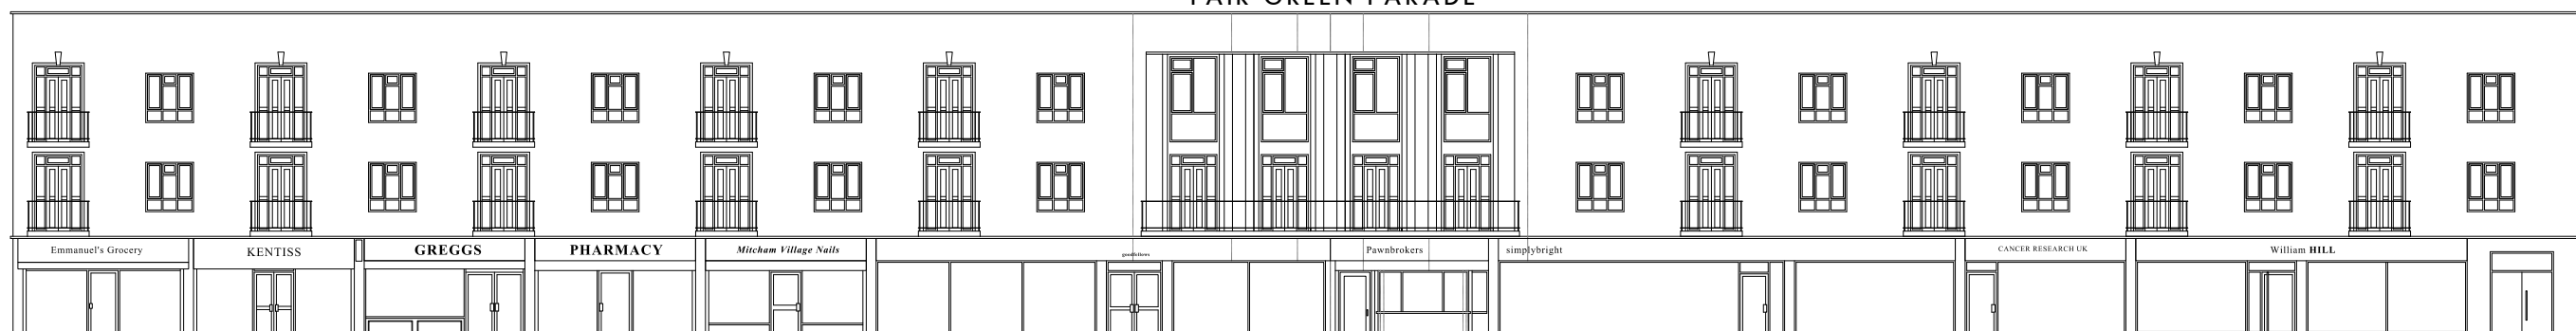 FAIR GREEN PARADE
Emmanuel's Grocery
KENTISS
GREGGS
PHARMACY
Mitcham Village Nails
goodfellows
Pawnbrokers
simplybright
CANCER RESEARCH UK
William HILL